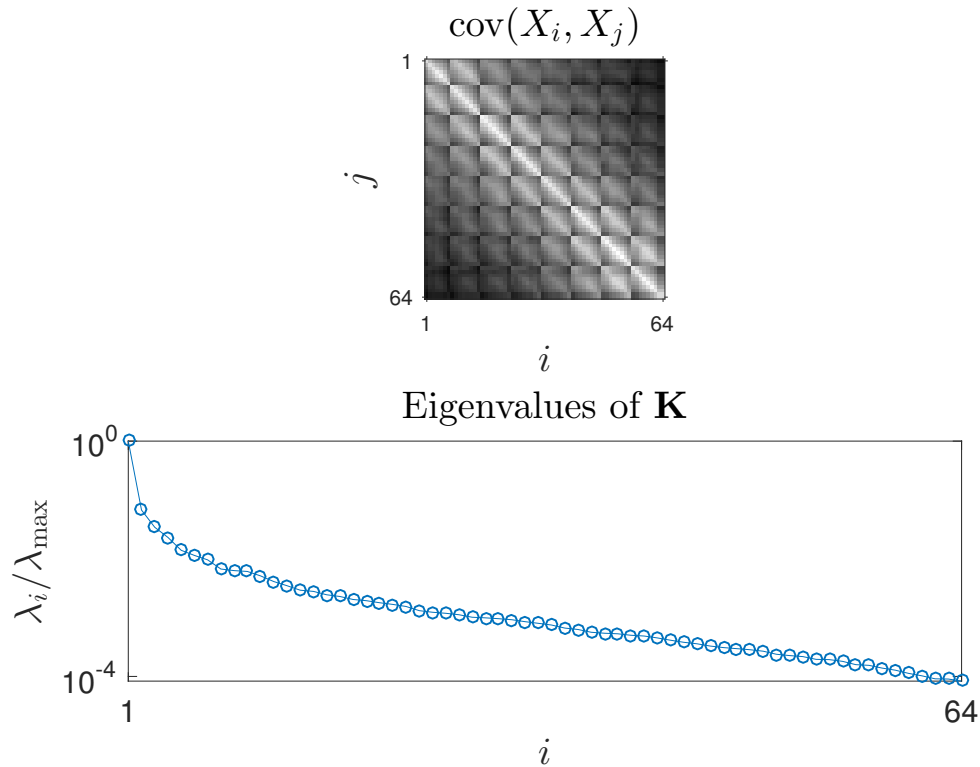 cov(X_i, X_j)
1
j
64
1 64
i
Eigenvalues of K
10^0
λ_i/λ_max
10^-4
1 64
i